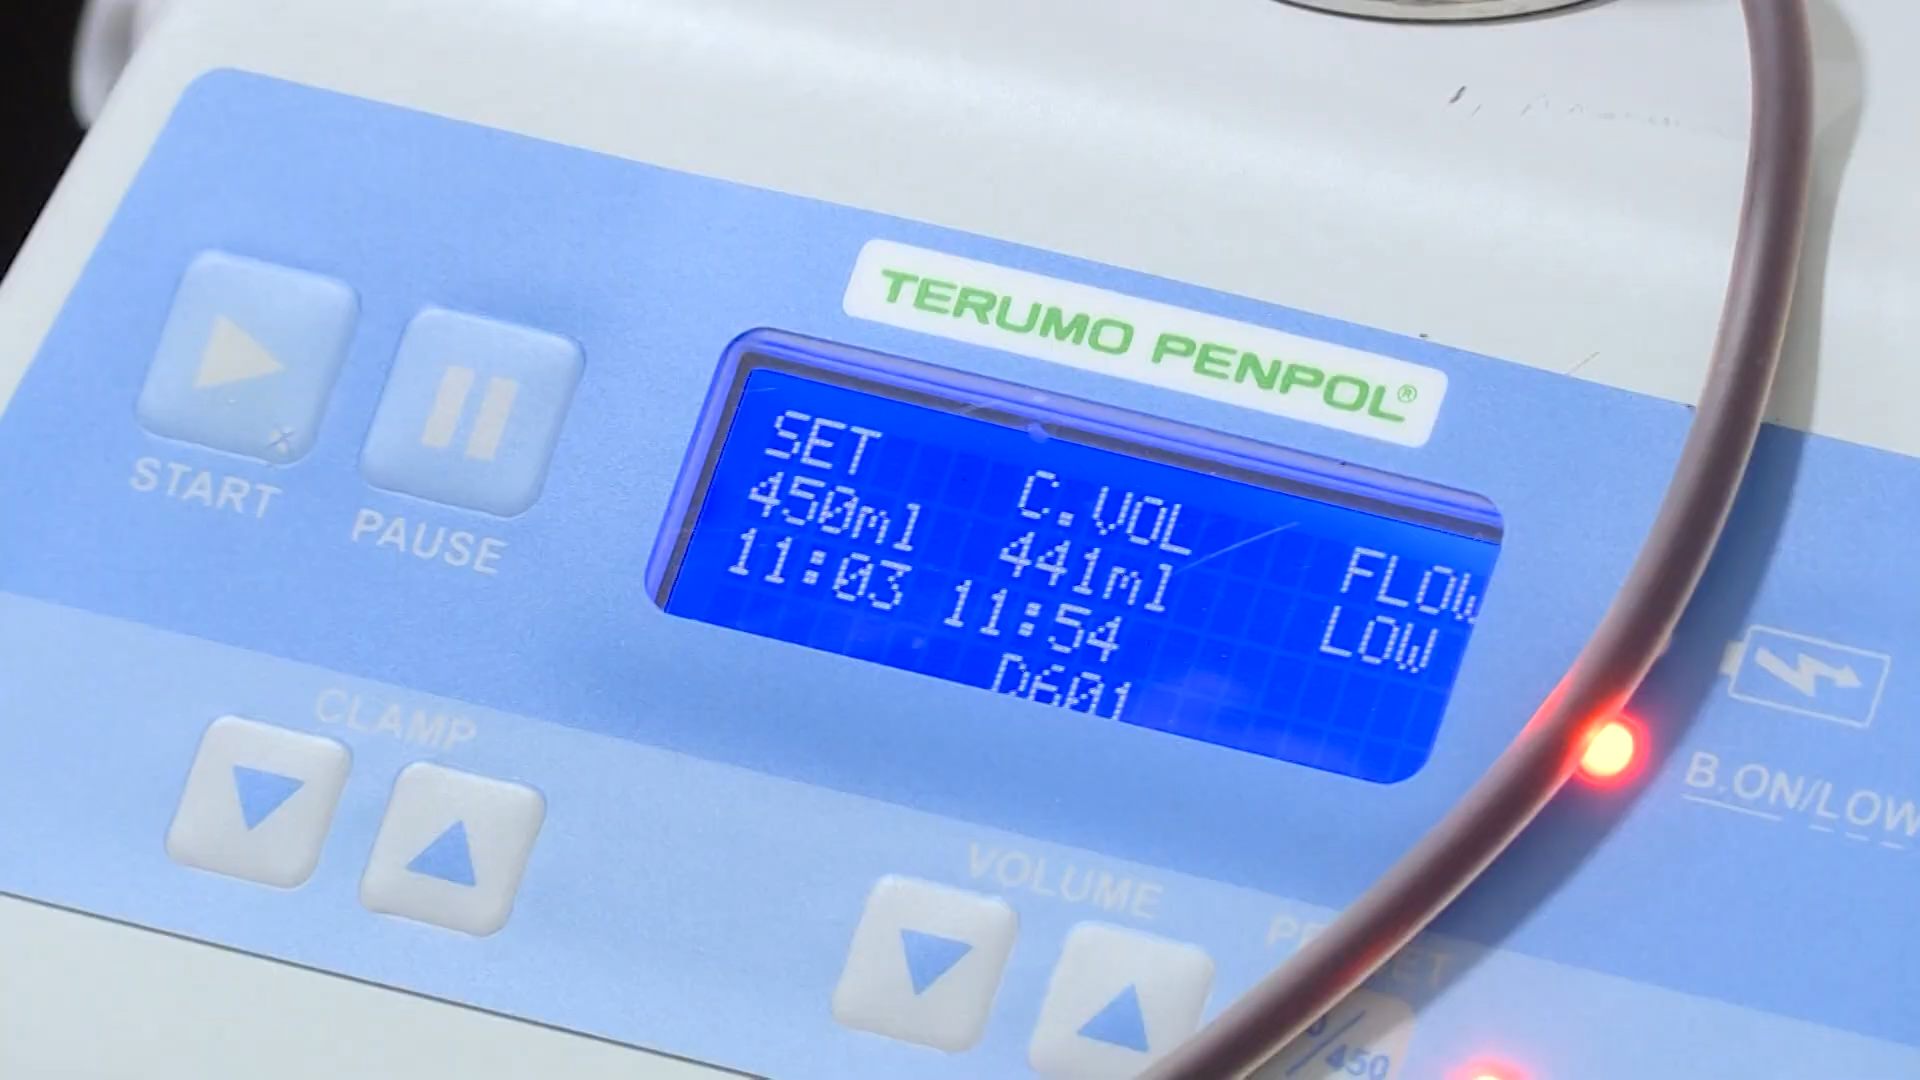 TERUMO PENPOL®
SET C.VOL FLOW
450ml 441ml LOW
11:03 11:54
D601
START
PAUSE
CLAMP
VOLUME
B.ON/LOW
/450